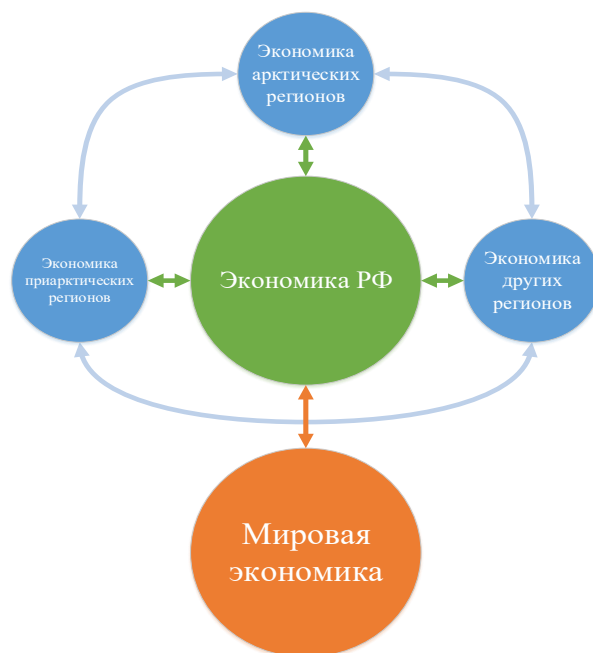 Экономика
арктических
регионов
Экономика
приарктических
регионов
Экономика РФ
Экономика
других
регионов
Мировая
экономика